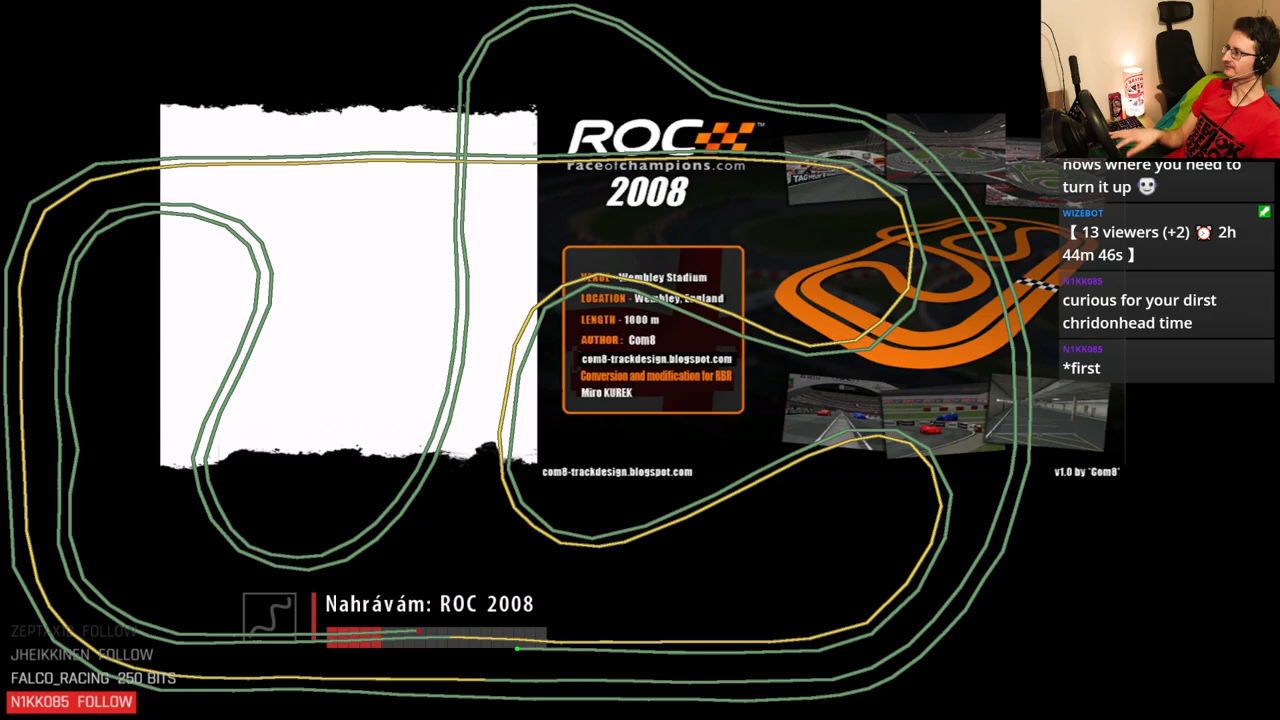 ROC™
raceofchampions.com
2008
VENUE - Wembley Stadium
LOCATION - Wembley, England
LENGTH - 1000 m
AUTHOR : Com8
com8-trackdesign.blogspot.com
Conversion and modification for RBR
Miro KUREK
com8-trackdesign.blogspot.com
v1.0 by "Com8"
nows where you need to
turn it up
WIZEBOT
【 13 viewers (+2) ⏰ 2h
44m 46s 】
N1KK085
curious for your dirst
chridonhead time
N1KK085
*first
Nahrávám: ROC 2008
FOLLOW
JHEIKKINEN FOLLOW
FALCO_RACING 250 BITS
N1KK085 FOLLOW